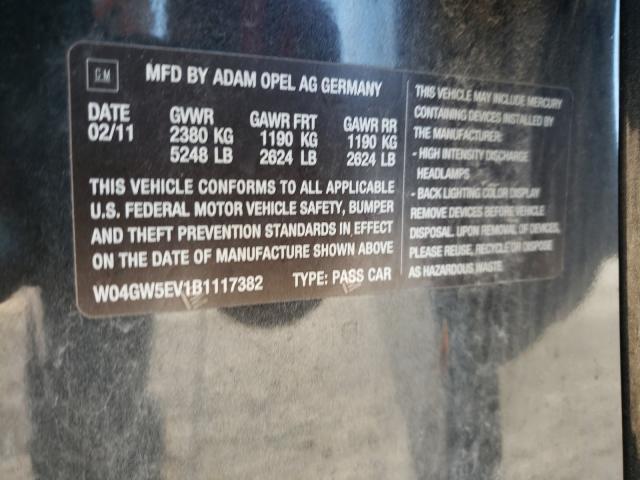 GM
MFD BY ADAM OPEL AG GERMANY
DATE GVWR GAWR FRT GAWR RR
02/11 2380 KG 1190 KG 1190 KG
5248 LB 2624 LB 2624 LB
THIS VEHICLE CONFORMS TO ALL APPLICABLE
U.S. FEDERAL MOTOR VEHICLE SAFETY, BUMPER
AND THEFT PREVENTION STANDARDS IN EFFECT
ON THE DATE OF MANUFACTURE SHOWN ABOVE
W04GW5EV1B1117382 TYPE: PASS CAR
THIS VEHICLE MAY INCLUDE MERCURY
CONTAINING DEVICES INSTALLED BY
THE MANUFACTURER:
- HIGH INTENSITY DISCHARGE
HEADLAMPS
- BACK LIGHTING COLOR DISPLAY
REMOVE DEVICES BEFORE VEHICLE
DISPOSAL. UPON REMOVAL OF DEVICES,
PLEASE REUSE, RECYCLE OR DISPOSE
AS HAZARDOUS WASTE.